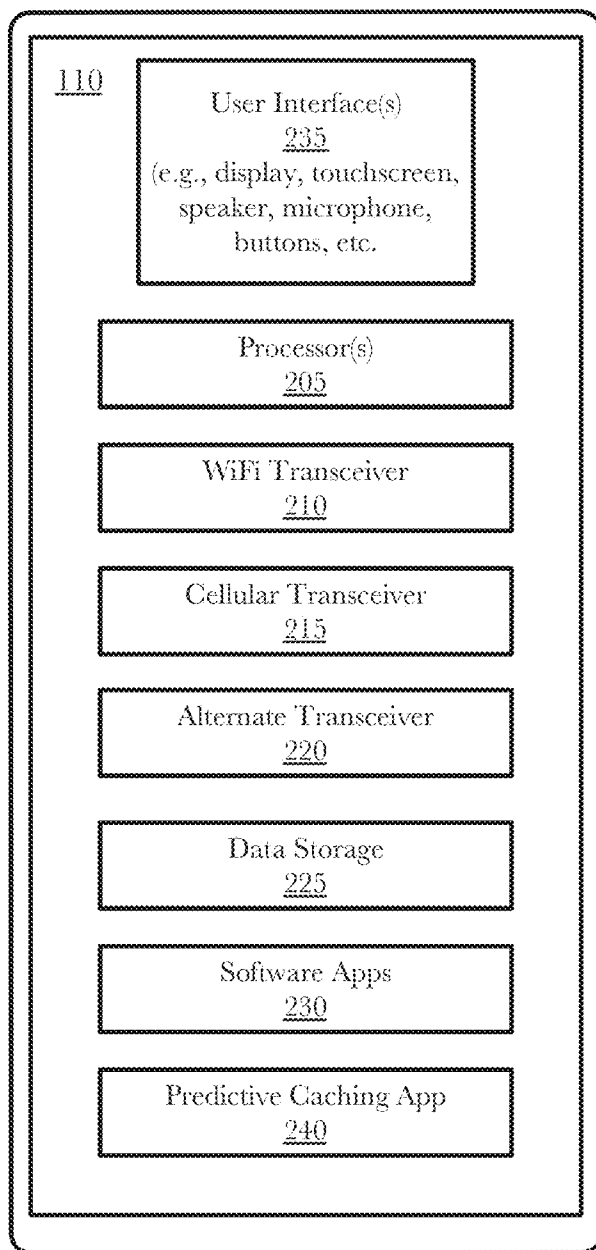 110
User Interface(s)
235
(e.g., display, touchscreen,
speaker, microphone,
buttons, etc.
Processor(s)
205
WiFi Transceiver
210
Cellular Transceiver
215
Alternate Transceiver
220
Data Storage
225
Software Apps
230
Predictive Caching App
240